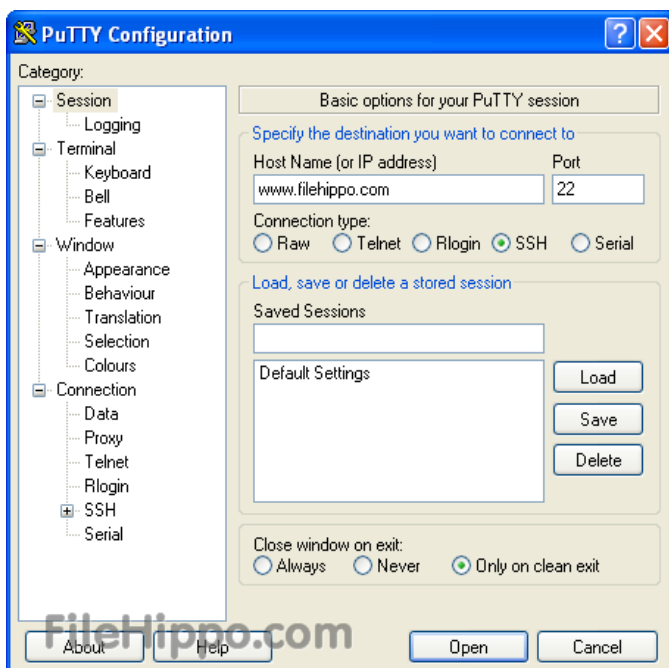 PuTTY Configuration
Category:
Session
Logging
Terminal
Keyboard
Bell
Features
Window
Appearance
Behaviour
Translation
Selection
Colours
Connection
Data
Proxy
Telnet
Rlogin
SSH
Serial
Basic options for your PuTTY session
Specify the destination you want to connect to
Host Name (or IP address) Port
www.filehippo.com 22
Connection type:
Raw Telnet Rlogin SSH Serial
Load, save or delete a stored session
Saved Sessions
Default Settings
Load
Save
Delete
Close window on exit:
Always Never Only on clean exit
FileHippo.com
About Help Open Cancel